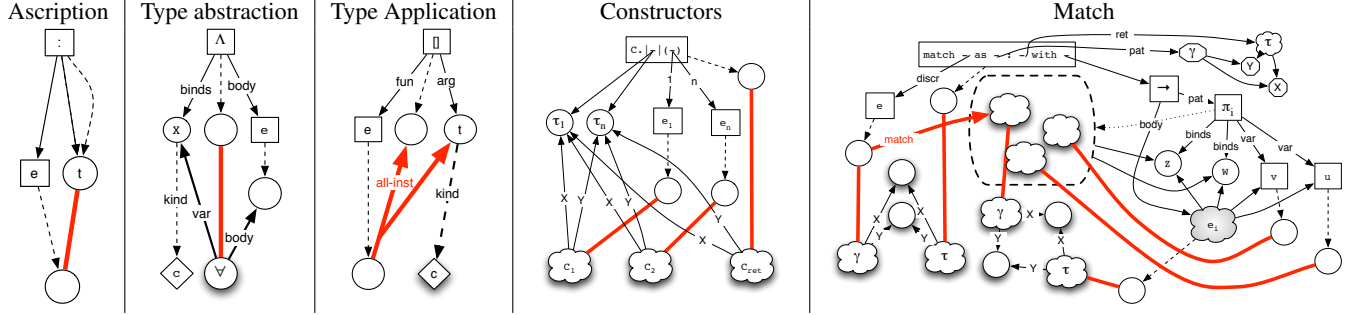 Ascription
Type abstraction
Type Application
Constructors
Match
:
e
t
Λ
binds
body
x
e
kind
var
body
c
∀
[]
fun
arg
e
t
all-inst
kind
c
c.|-|(-)
1
n
τ1
τn
e1
en
X
Y
X
Y
X
Y
c1
c2
cret
ret
match - as - : - with -
pat
γ
τ
Y
X
discr
e
→
pat
πi
match
body
binds
binds
var
var
z
w
v
u
X
Y
X
Y
γ
τ
γ
X
Y
X
Y
τ
ei